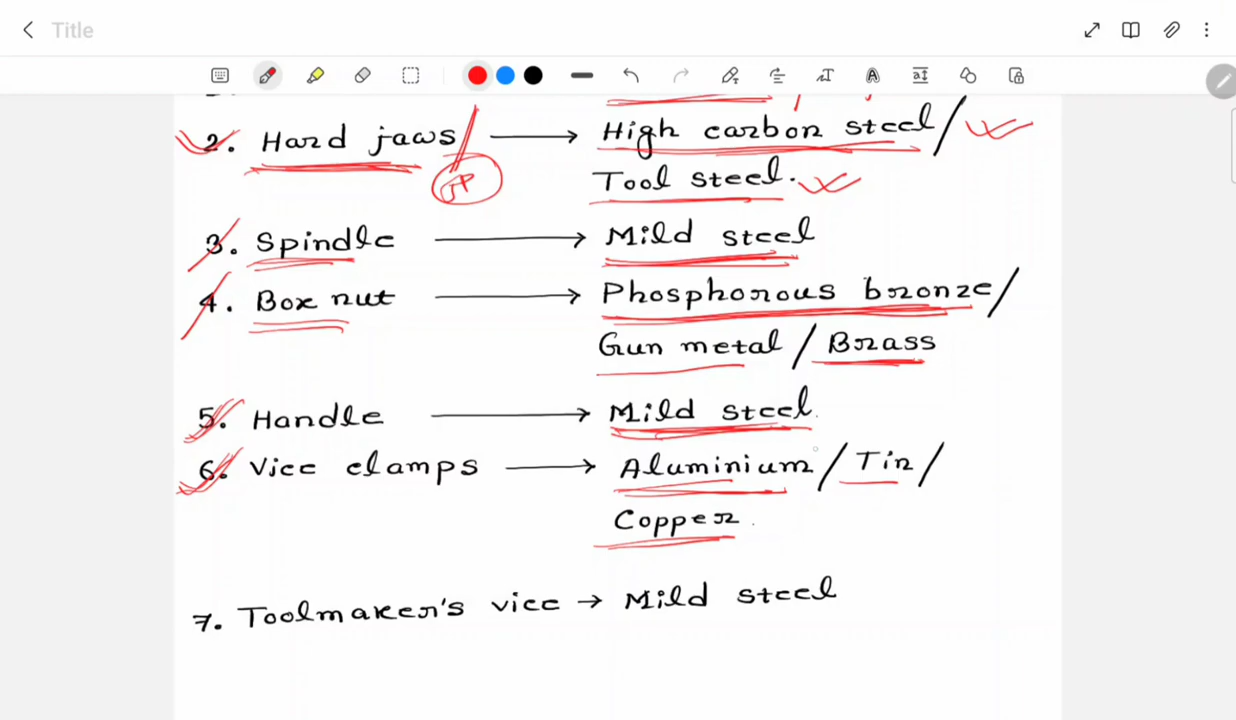 Title
2. Hard jaws → High carbon steel/
Tool steel.
3. Spindle → Mild steel
4. Box nut → Phosphorous bronze/
Gun metal / Brass
5. Handle → Mild steel.
6. Vice clamps → Aluminium / Tin /
Copper.
7. Toolmaker's vice → Mild steel